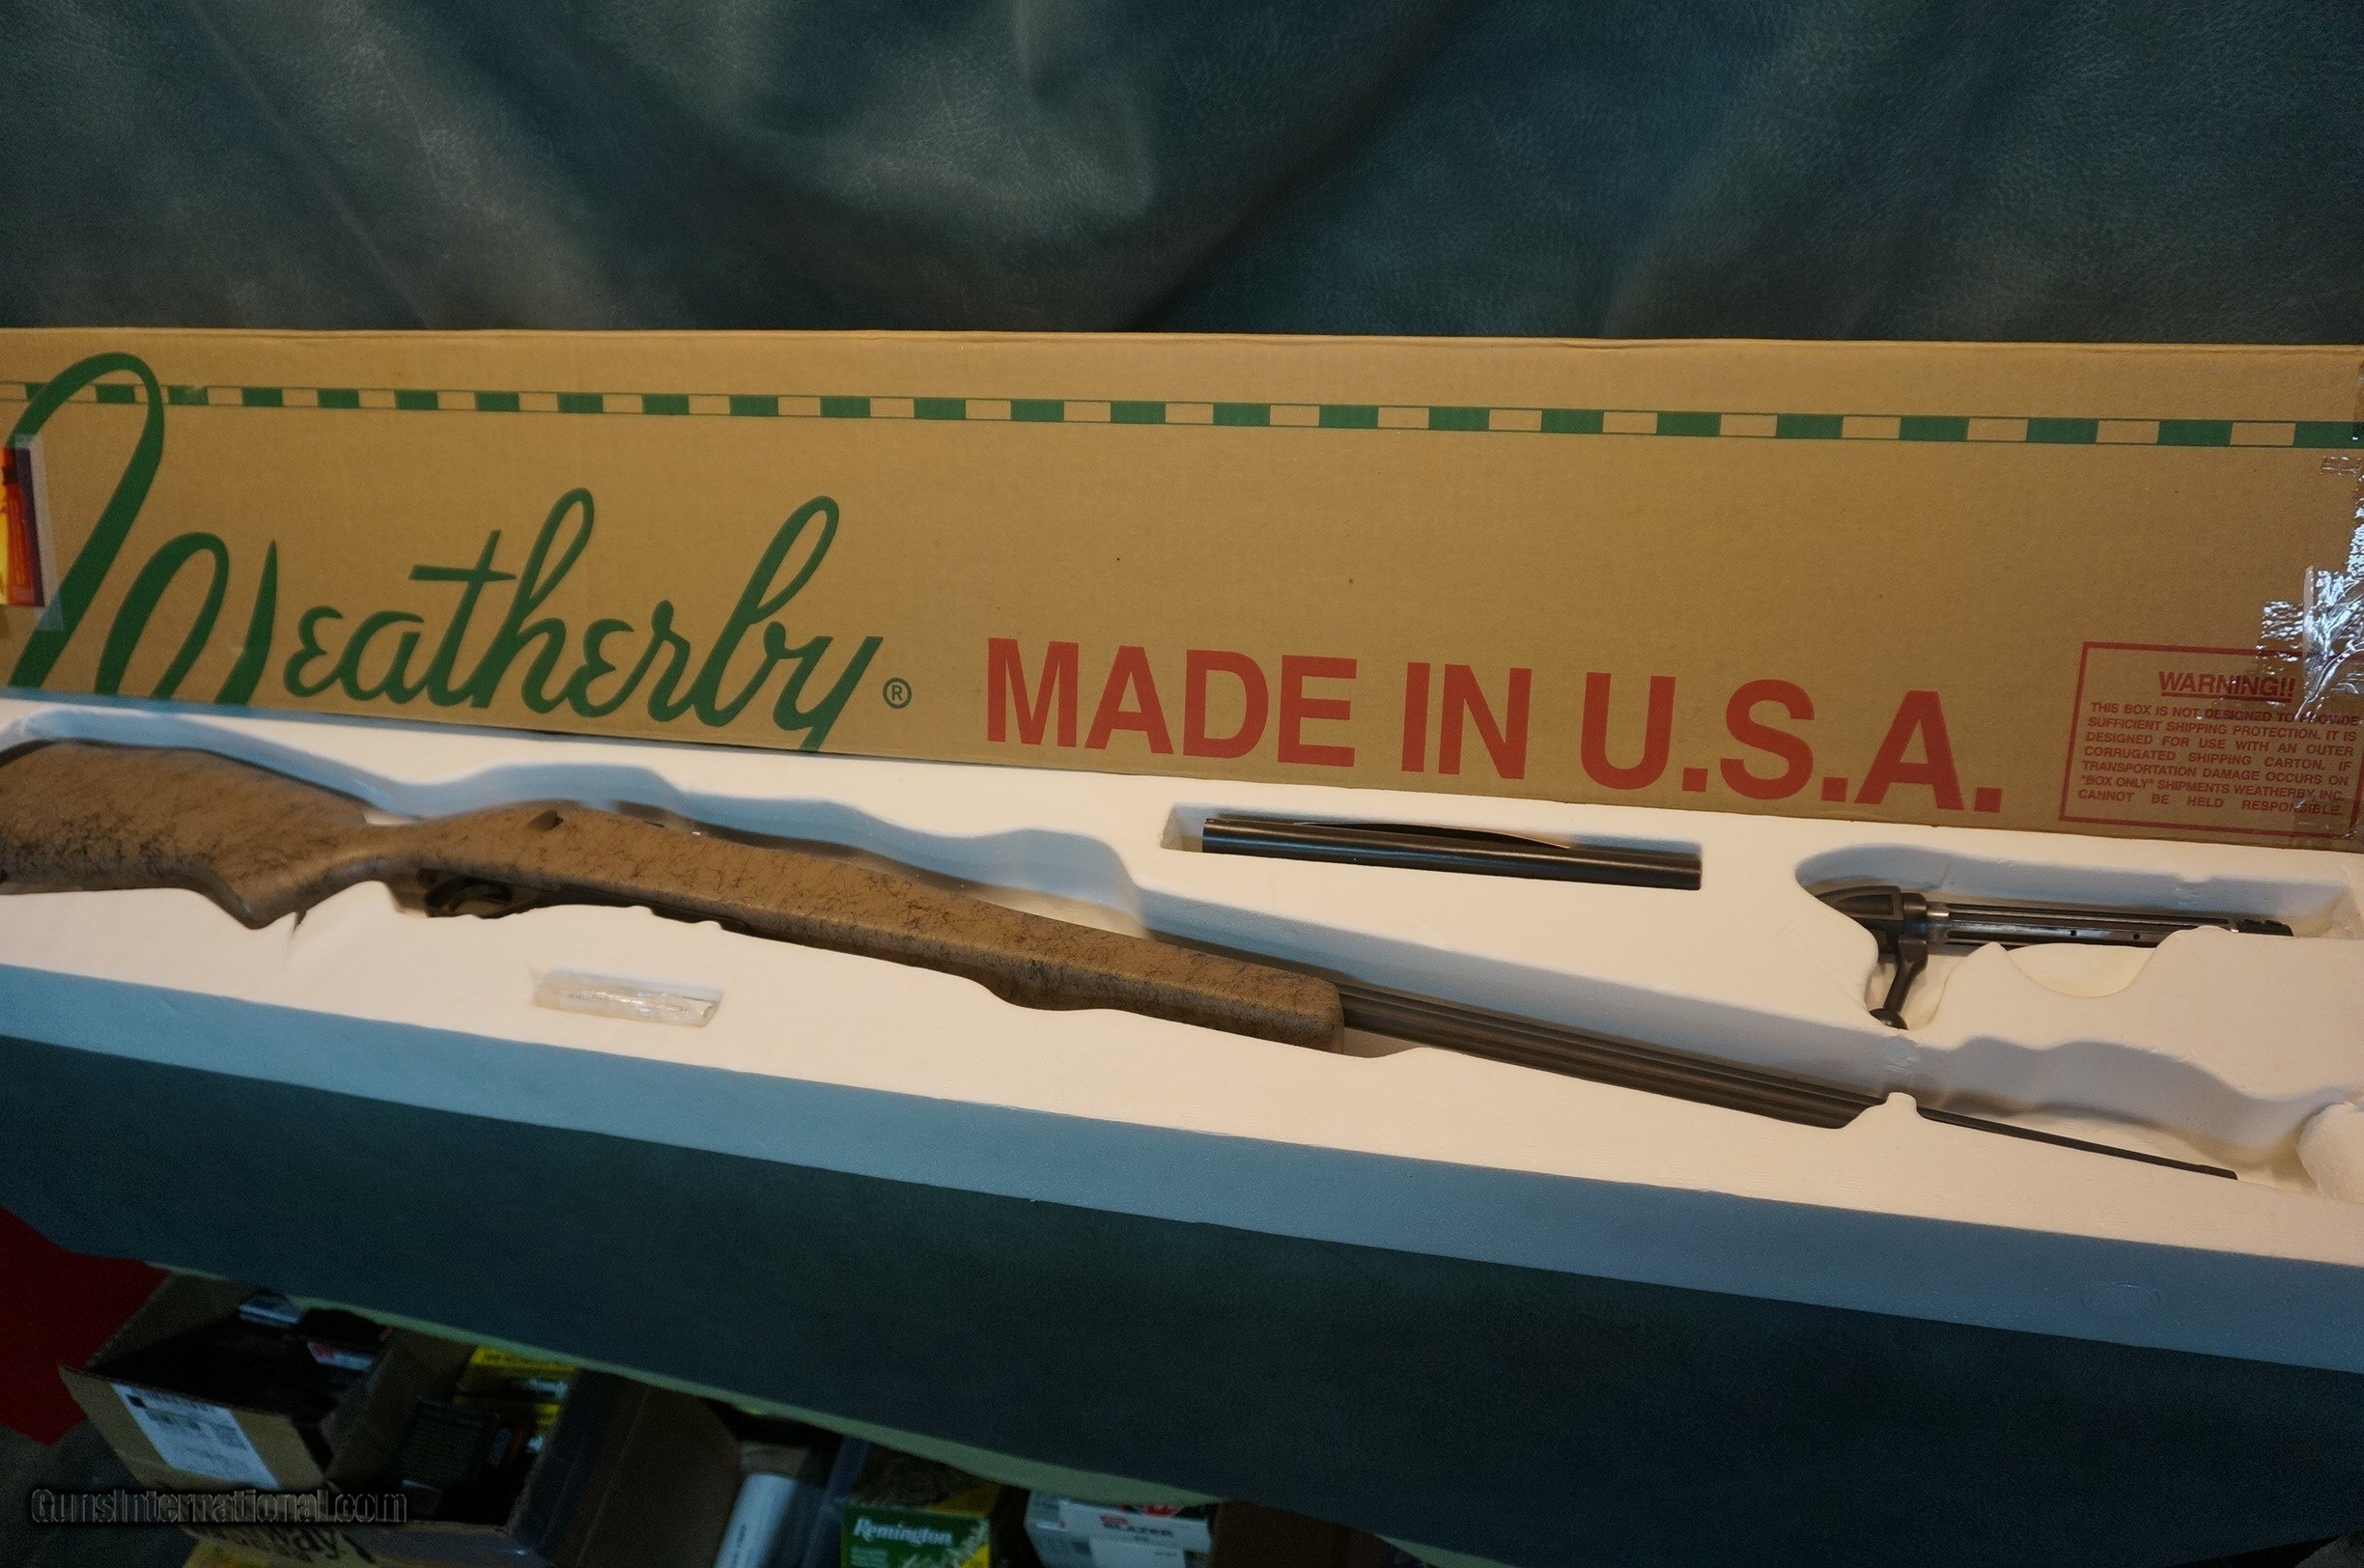 Weatherby®
MADE IN U.S.A.
WARNING!!
THIS BOX IS NOT DESIGNED TO PROVIDE
SUFFICIENT SHIPPING PROTECTION. IT IS
DESIGNED FOR USE WITH AN OUTER
CORRUGATED SHIPPING CARTON. IF
TRANSPORTATION DAMAGE OCCURS ON
"BOX ONLY" SHIPMENTS WEATHERBY, INC.
CANNOT BE HELD RESPONSIBLE.
Remington
BLAZER
GunsInternational.com